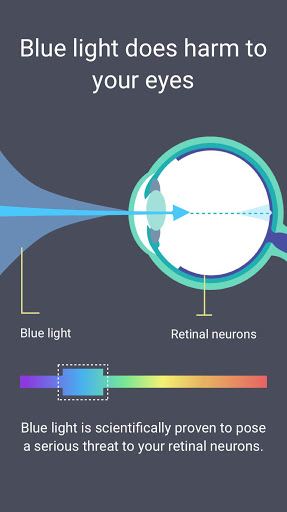 Blue light does harm to
your eyes
Blue light
Retinal neurons
Blue light is scientifically proven to pose
a serious threat to your retinal neurons.